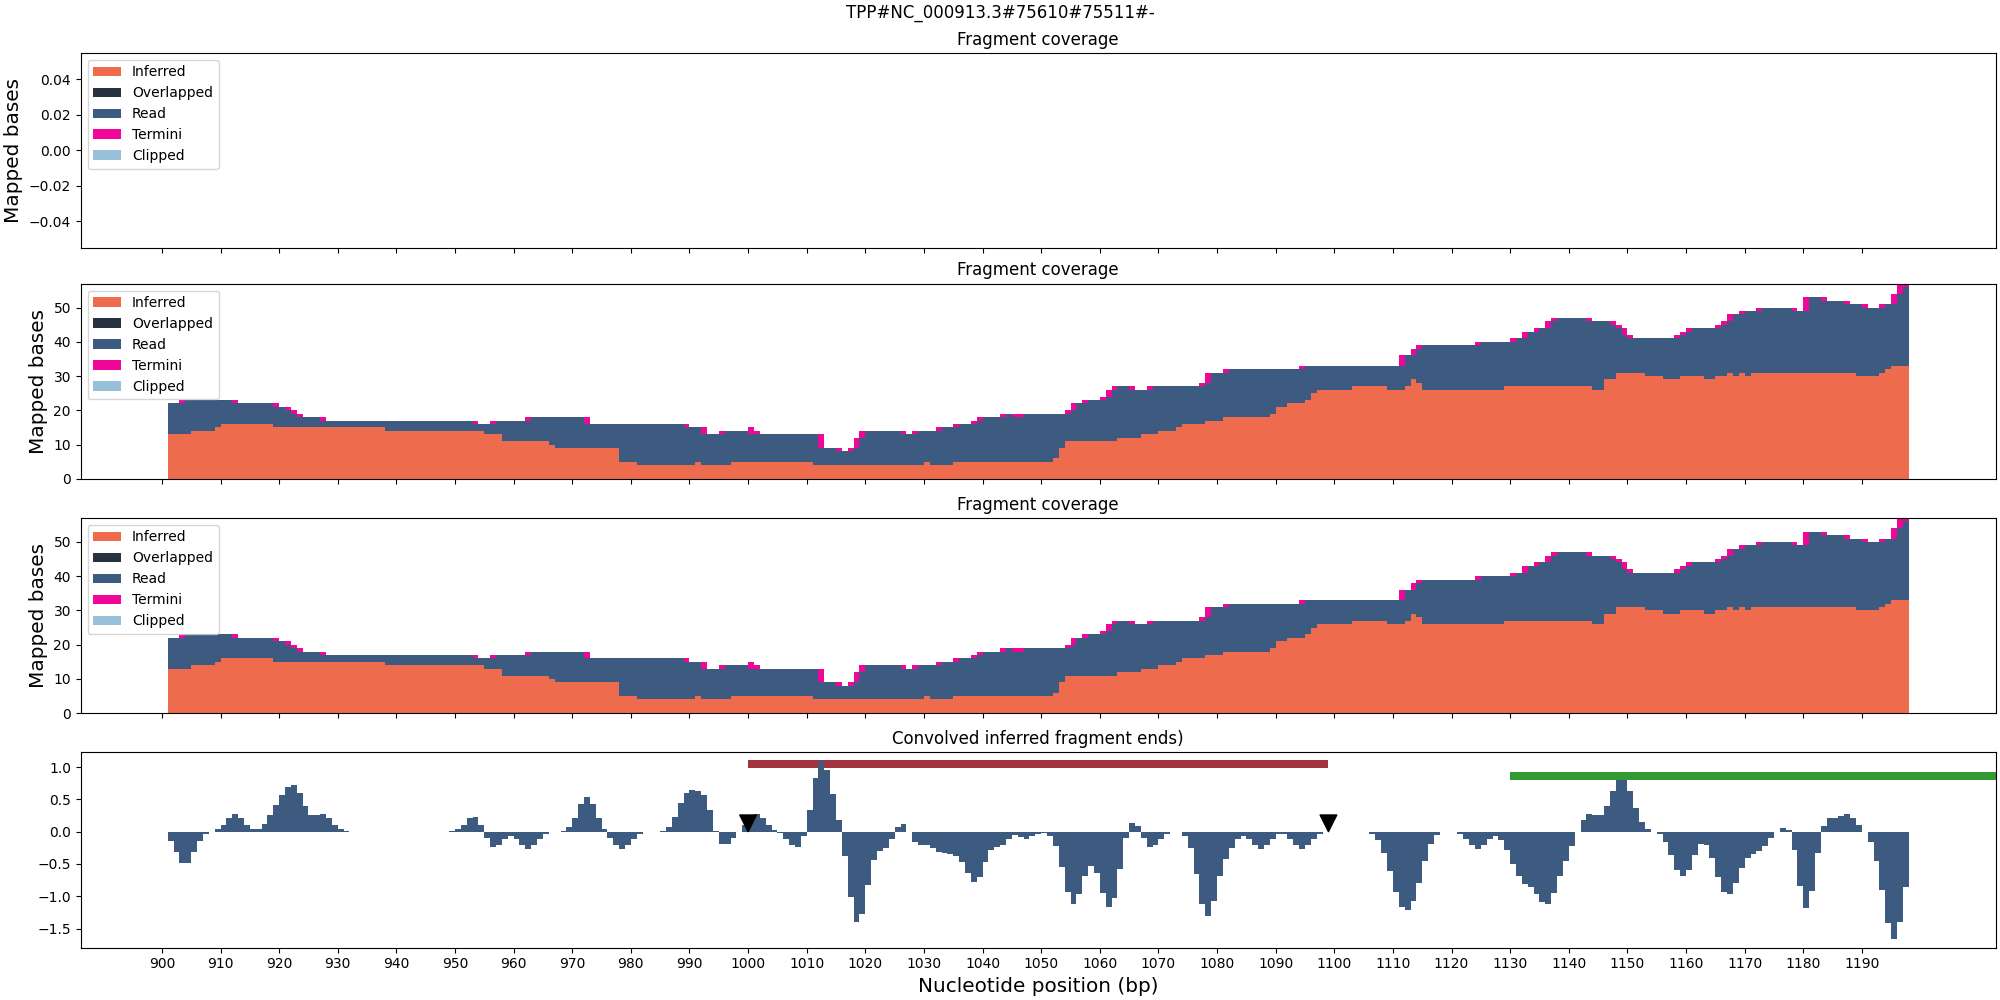 TPP#NC_000913.3#75610#75511#-
Fragment coverage
Mapped bases
0.04
0.02
0.00
−0.02
−0.04
Inferred
Overlapped
Read
Termini
Clipped
Fragment coverage
Mapped bases
50
40
30
20
10
0
Inferred
Overlapped
Read
Termini
Clipped
Fragment coverage
Mapped bases
50
40
30
20
10
0
Inferred
Overlapped
Read
Termini
Clipped
Convolved inferred fragment ends)
1.0
0.5
0.0
−0.5
−1.0
−1.5
900 910 920 930 940 950 960 970 980 990 1000 1010 1020 1030 1040 1050 1060 1070 1080 1090 1100 1110 1120 1130 1140 1150 1160 1170 1180 1190
Nucleotide position (bp)